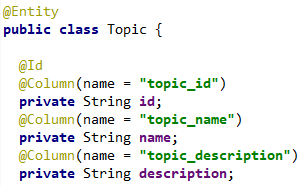 @Entity
public class Topic {
@Id
@Column(name = "topic_id")
private String id;
@Column(name = "topic_name")
private String name;
@Column(name = "topic_description")
private String description;